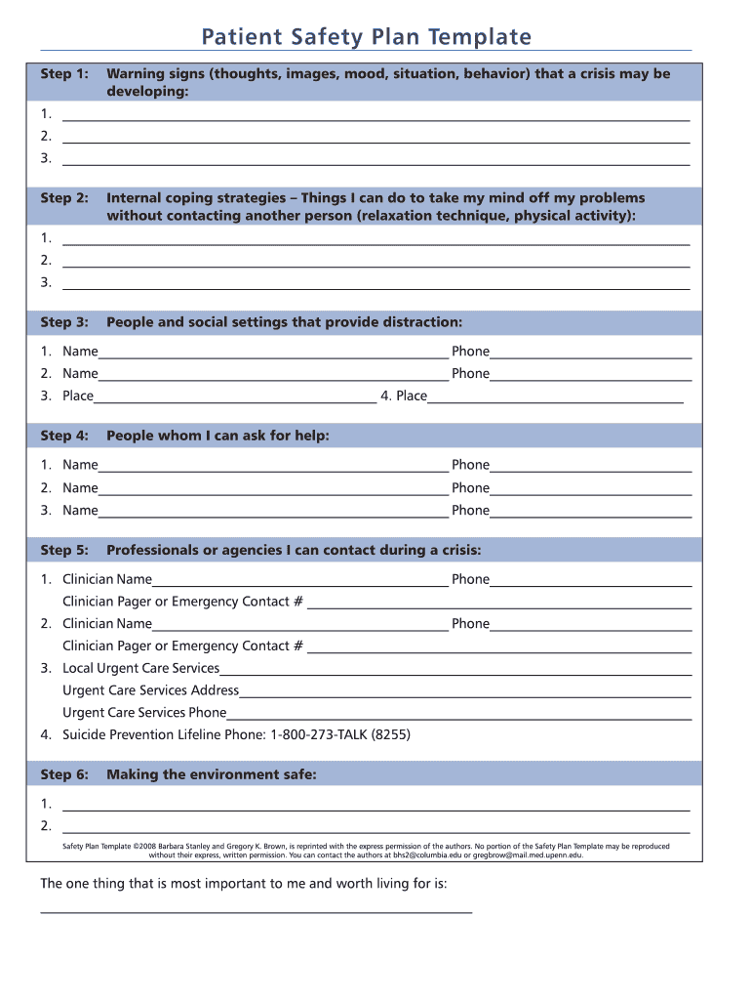 Patient Safety Plan Template
Step 1: Warning signs (thoughts, images, mood, situation, behavior) that a crisis may be
developing:
1.
2.
3.
Step 2: Internal coping strategies – Things I can do to take my mind off my problems
without contacting another person (relaxation technique, physical activity):
1.
2.
3.
Step 3: People and social settings that provide distraction:
1. Name Phone
2. Name Phone
3. Place 4. Place
Step 4: People whom I can ask for help:
1. Name Phone
2. Name Phone
3. Name Phone
Step 5: Professionals or agencies I can contact during a crisis:
1. Clinician Name Phone
Clinician Pager or Emergency Contact #
2. Clinician Name Phone
Clinician Pager or Emergency Contact #
3. Local Urgent Care Services
Urgent Care Services Address
Urgent Care Services Phone
4. Suicide Prevention Lifeline Phone: 1-800-273-TALK (8255)
Step 6: Making the environment safe:
1.
2.
Safety Plan Template ©2008 Barbara Stanley and Gregory K. Brown, is reprinted with the express permission of the authors. No portion of the Safety Plan Template may be reproduced
without their express, written permission. You can contact the authors at bhs2@columbia.edu or gregbrow@mail.med.upenn.edu.
The one thing that is most important to me and worth living for is: